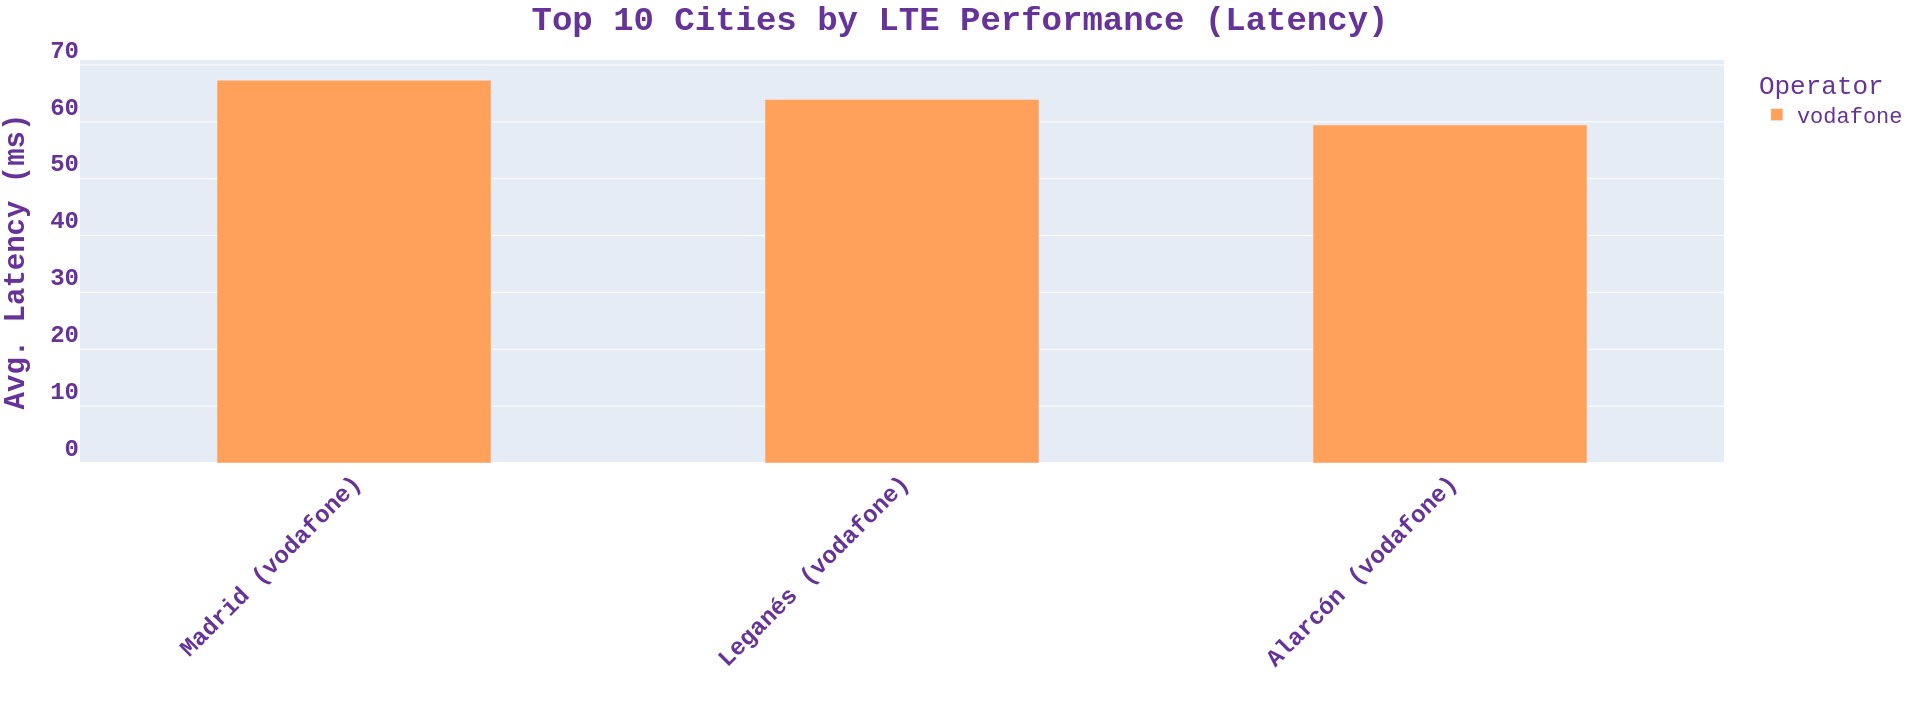 Top 10 Cities by LTE Performance (Latency)
Avg. Latency (ms)
70
60
50
40
30
20
10
0
Madrid (vodafone)
Leganés (vodafone)
Alarcón (vodafone)
Operator
vodafone